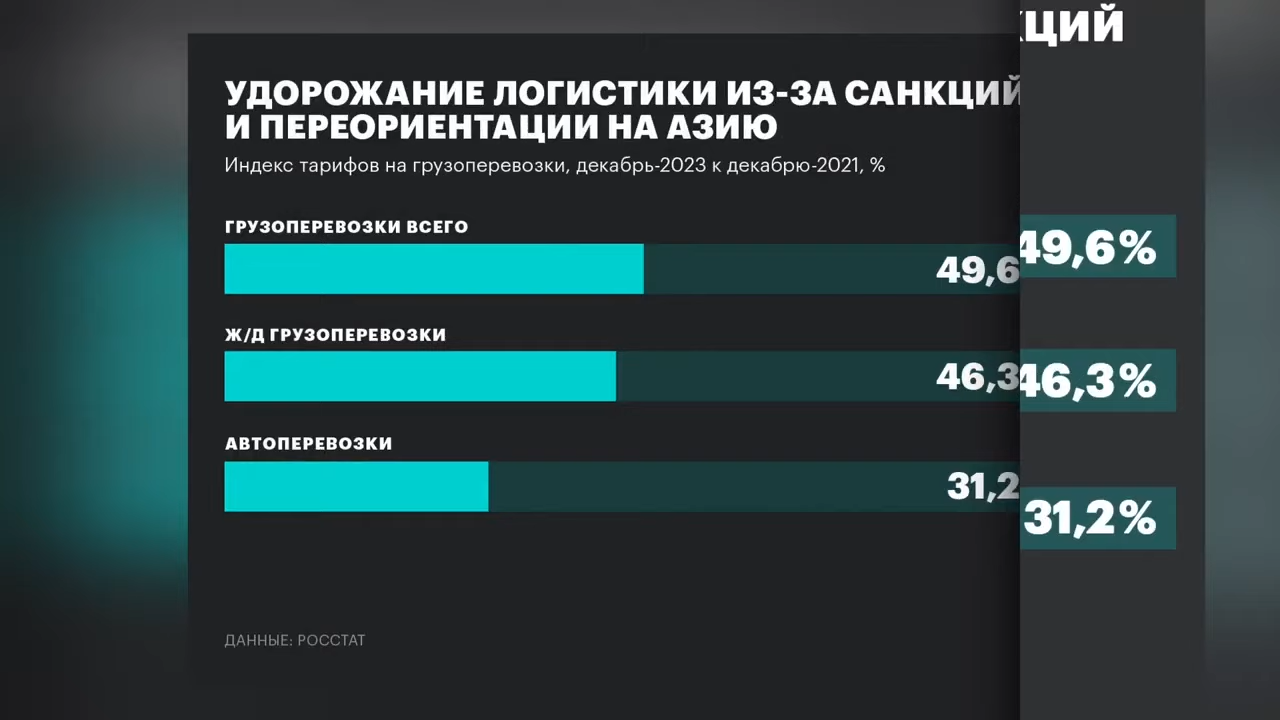 УДОРОЖАНИЕ ЛОГИСТИКИ ИЗ-ЗА САНКЦИЙ
И ПЕРЕОРИЕНТАЦИИ НА АЗИЮ
Индекс тарифов на грузоперевозки, декабрь-2023 к декабрю-2021, %
ГРУЗОПЕРЕВОЗКИ ВСЕГО
49,6
49,6%
Ж/Д ГРУЗОПЕРЕВОЗКИ
46,3
46,3%
АВТОПЕРЕВОЗКИ
31,2
31,2%
ДАННЫЕ: РОССТАТ